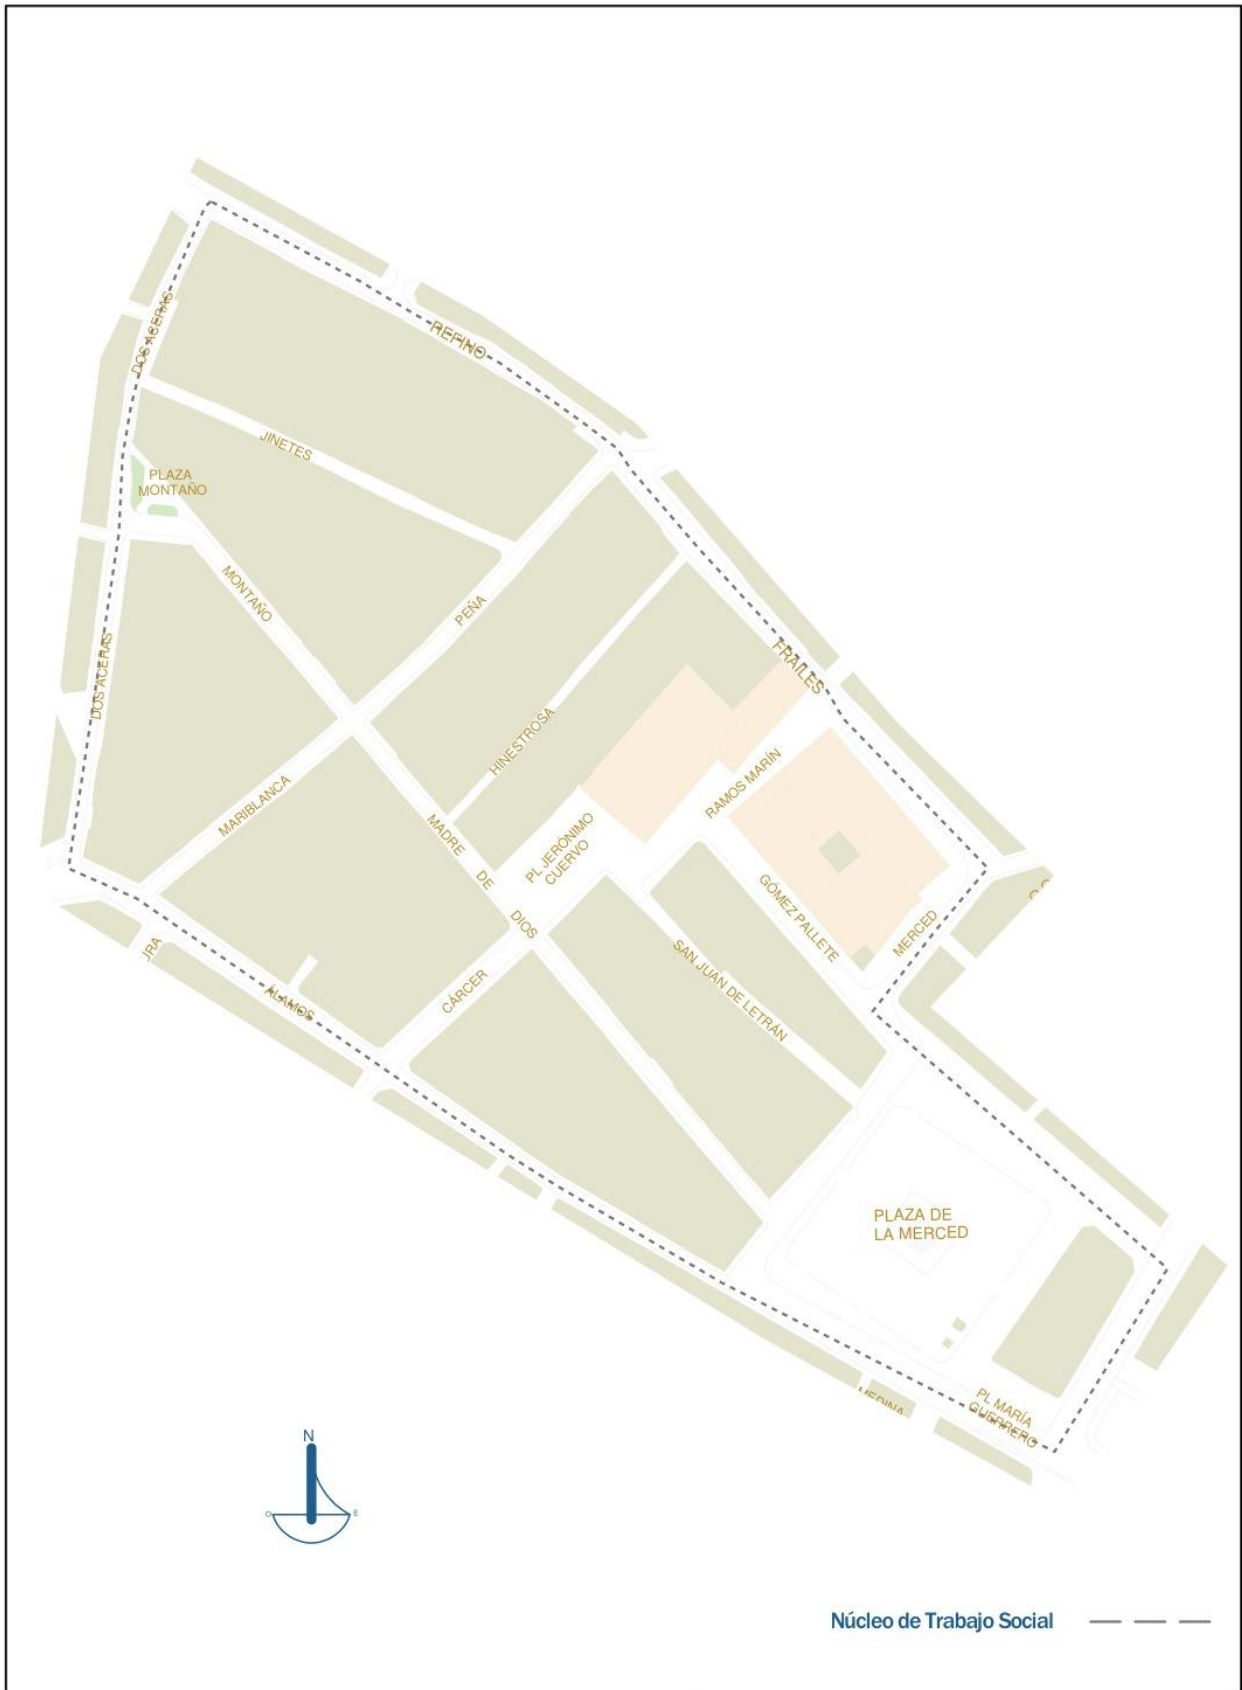 REFINO
DOS ACERAS
JINETES
PLAZA
MONTAÑO
MONTAÑO
PEÑA
DOS ACERAS
FRAILES
HINESTROSA
RAMOS MARÍN
MARIBLANCA
MADRE
DE
DIOS
PL JERÓNIMO
CUERVO
GÓMEZ PALLETE
MERCED
SAN JUAN DE LETRÁN
CÁRCER
ÁLAMOS
PLAZA DE
LA MERCED
MEDINA
PL MARÍA
GUERRERO
N
O
E
Núcleo de Trabajo Social